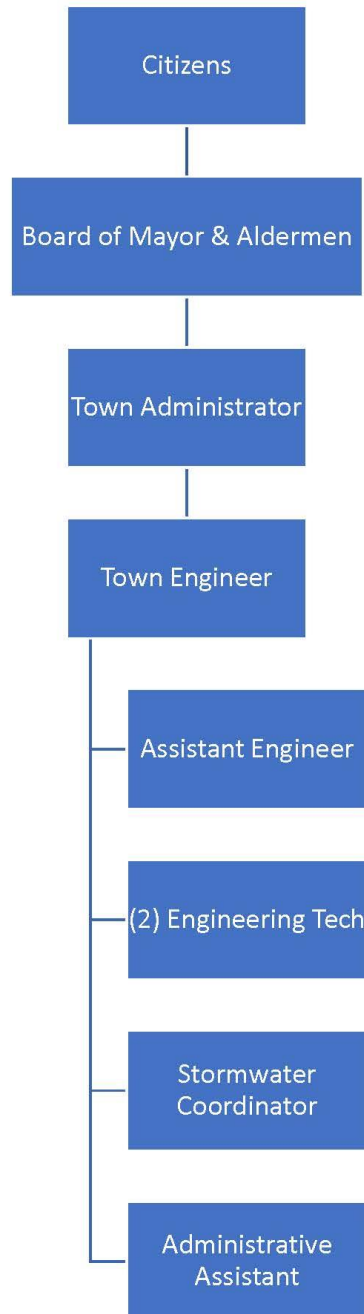 Citizens
Board of Mayor & Aldermen
Town Administrator
Town Engineer
Assistant Engineer
(2) Engineering Tech
Stormwater
Coordinator
Administrative
Assistant